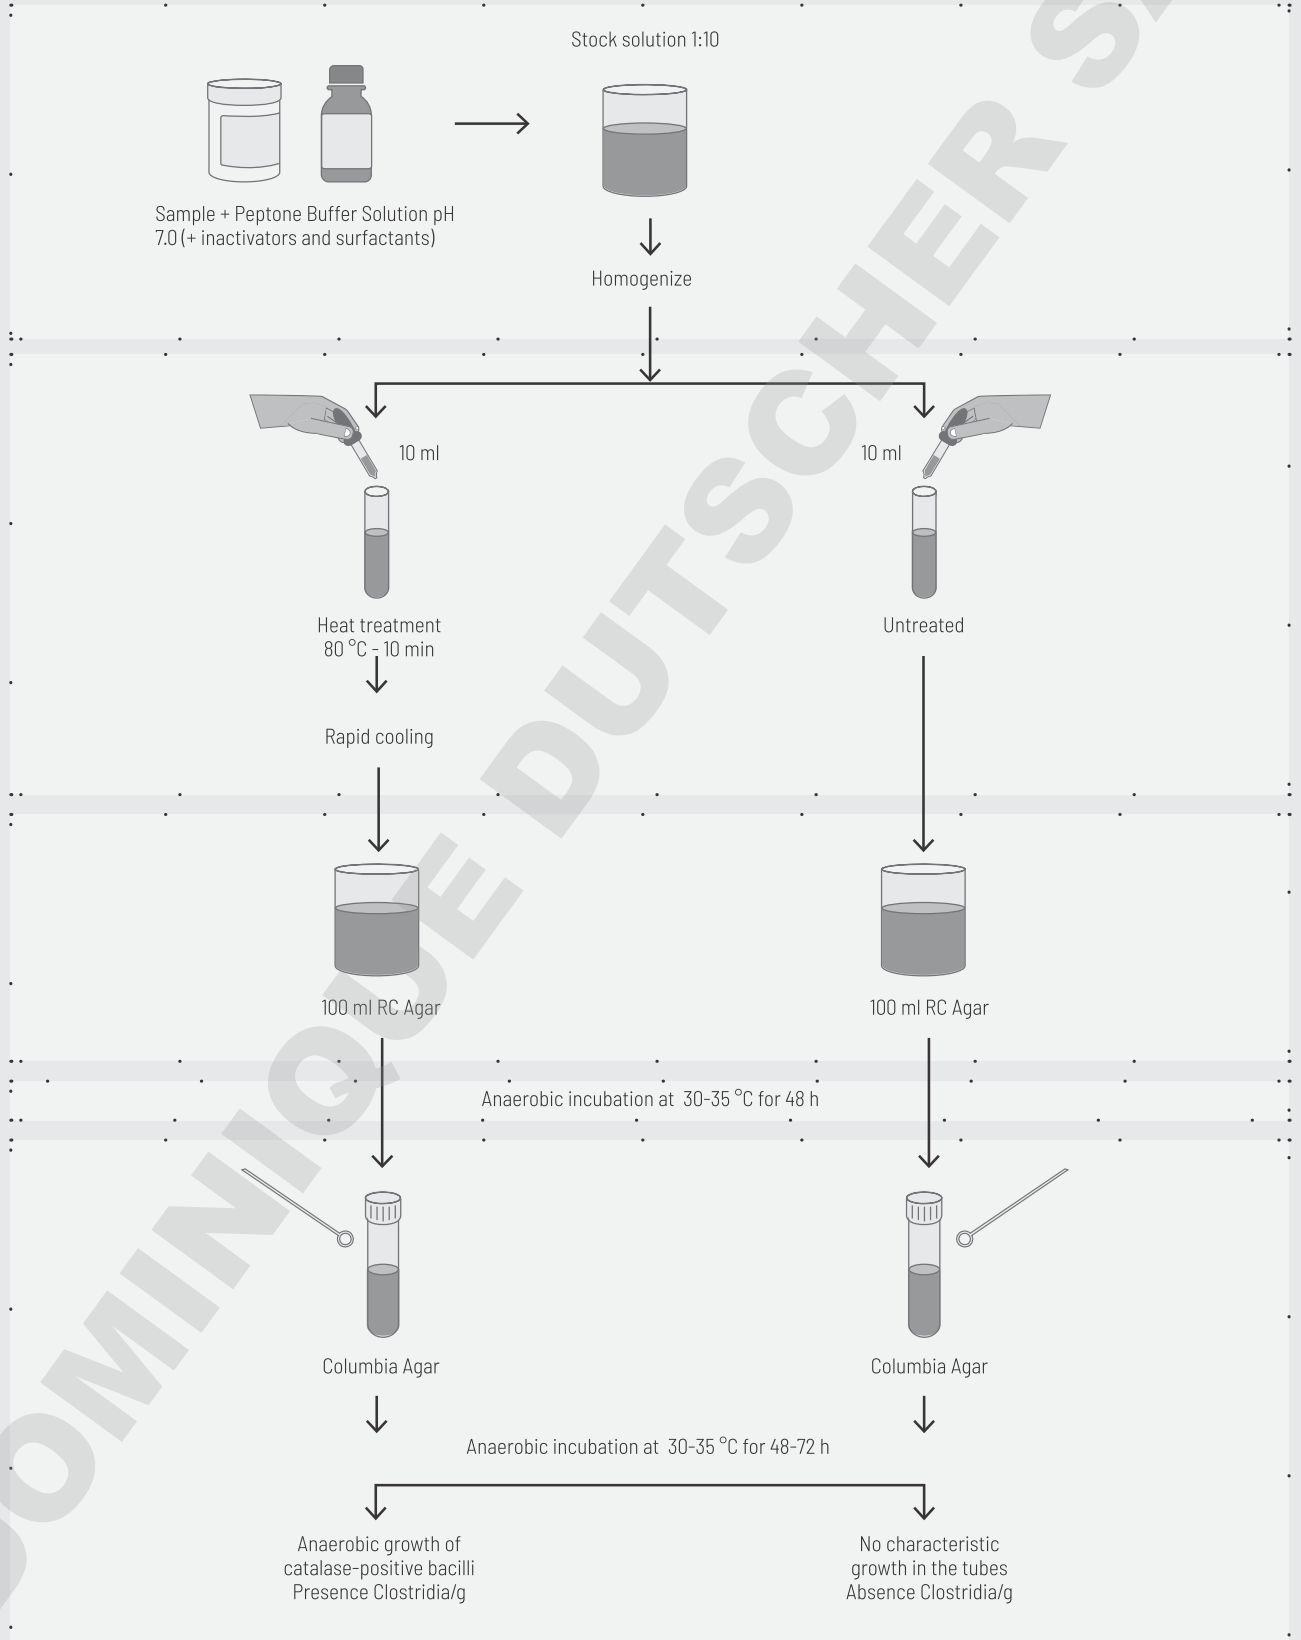 Stock solution 1:10
Sample + Peptone Buffer Solution pH
7.0 (+ inactivators and surfactants)
Homogenize
10 ml
10 ml
Heat treatment
80 °C - 10 min
Untreated
Rapid cooling
100 ml RC Agar
100 ml RC Agar
Anaerobic incubation at 30-35 °C for 48 h
Columbia Agar
Columbia Agar
Anaerobic incubation at 30-35 °C for 48-72 h
Anaerobic growth of
catalase-positive bacilli
Presence Clostridia/g
No characteristic
growth in the tubes
Absence Clostridia/g
DOMINIQUE DUTSCHER